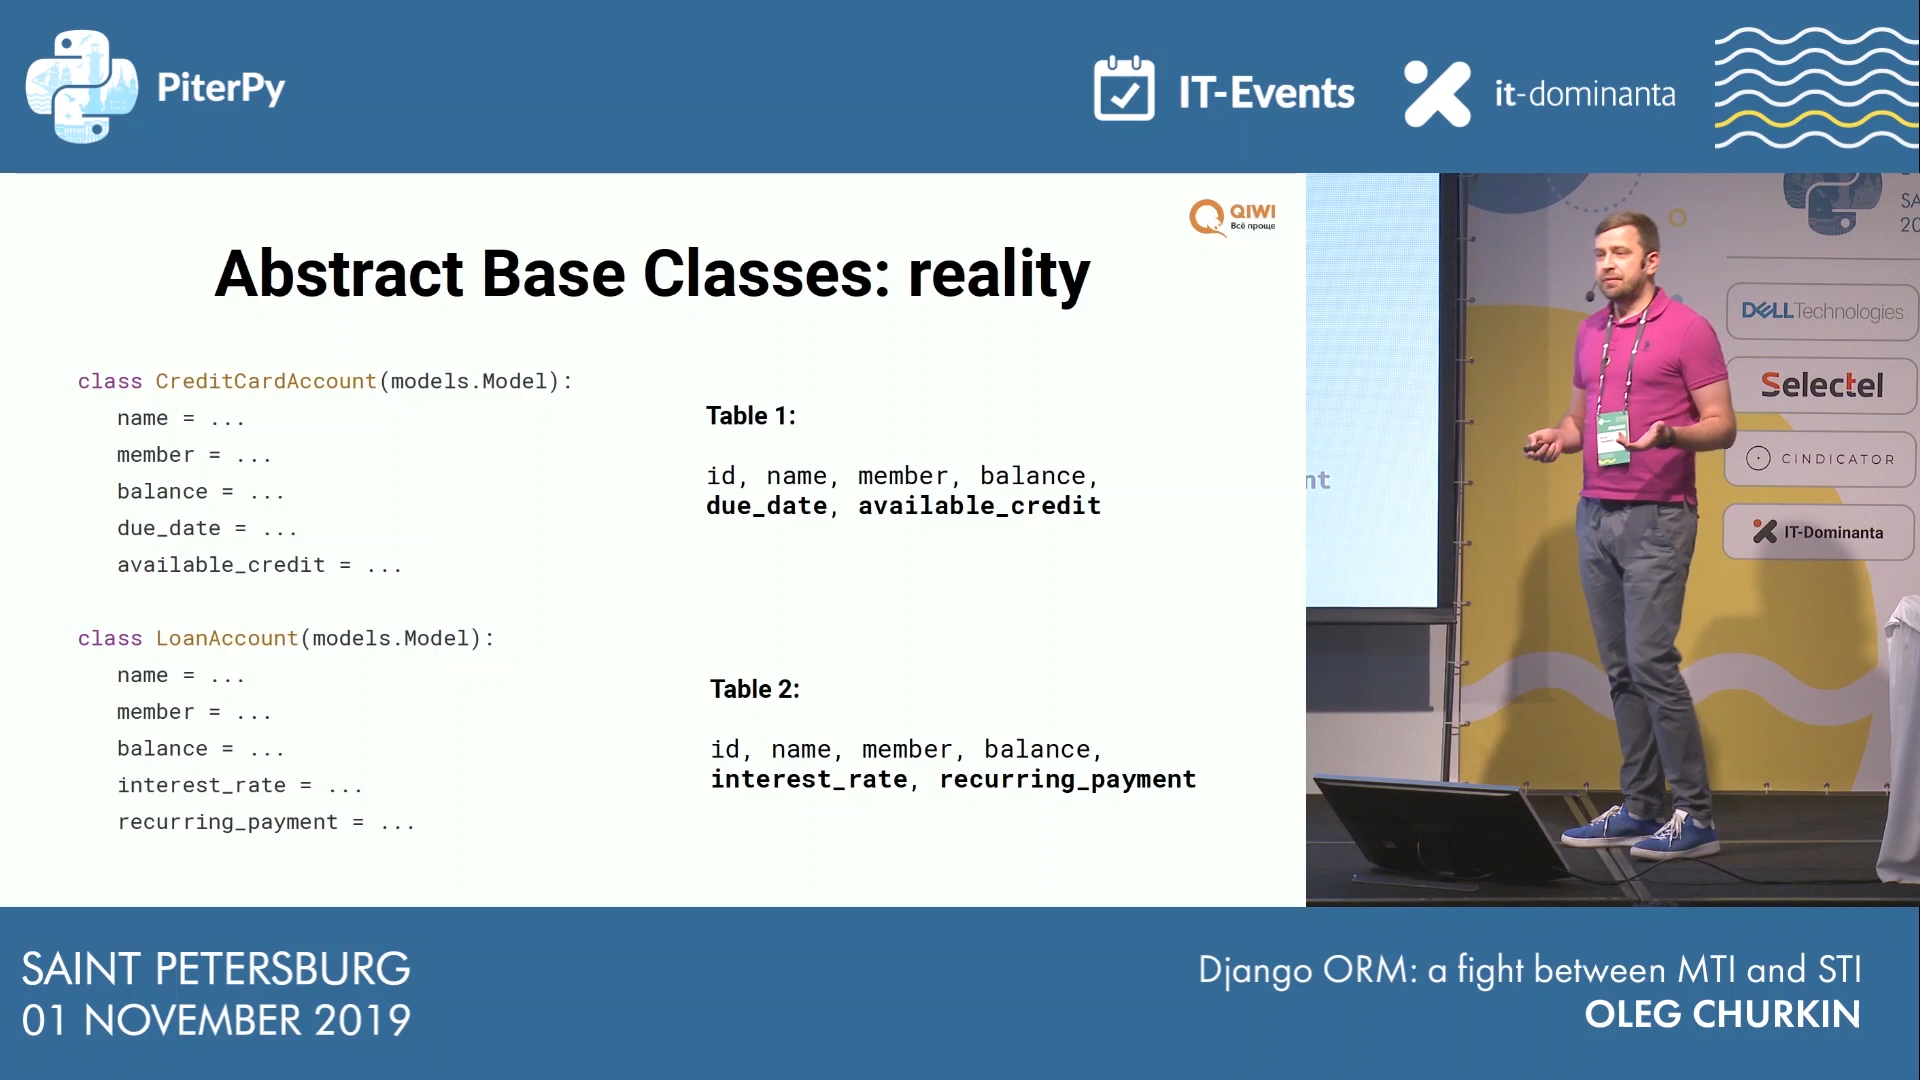 PiterPy
IT-Events
it-dominanta
QIWI
Всё проще
Abstract Base Classes: reality
class CreditCardAccount(models.Model):
name = ...
member = ...
balance = ...
due_date = ...
available_credit = ...
class LoanAccount(models.Model):
name = ...
member = ...
balance = ...
interest_rate = ...
recurring_payment = ...
Table 1:
id, name, member, balance,
due_date, available_credit
Table 2:
id, name, member, balance,
interest_rate, recurring_payment
nt
SA
20
DELL Technologies
Selectel
CINDICATOR
IT-Dominanta
SAINT PETERSBURG
01 NOVEMBER 2019
Django ORM: a fight between MTI and STI
OLEG CHURKIN